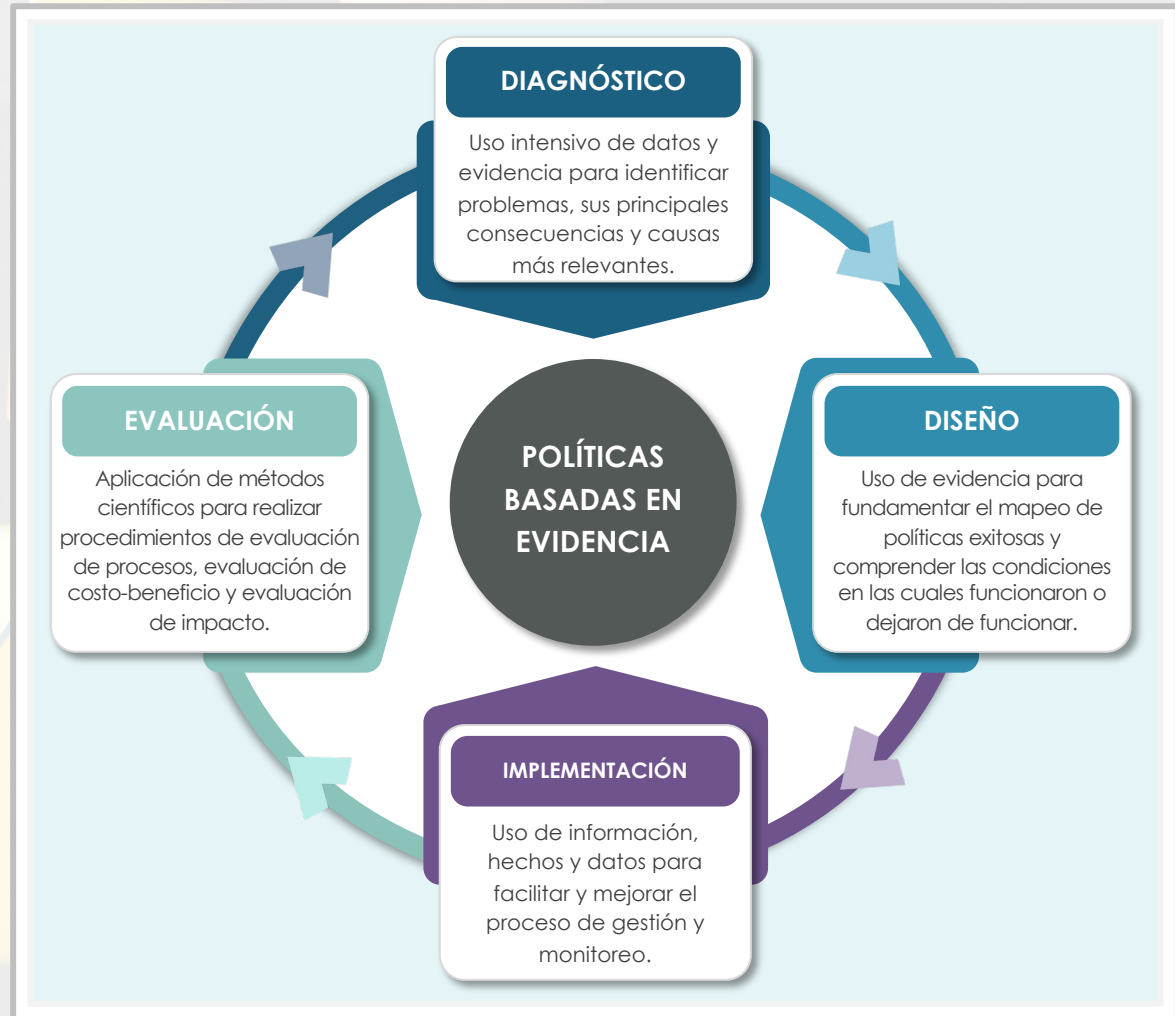 DIAGNÓSTICO
Uso intensivo de datos y
evidencia para identificar
problemas, sus principales
consecuencias y causas
más relevantes.
EVALUACIÓN
Aplicación de métodos
científicos para realizar
procedimientos de evaluación
de procesos, evaluación de
costo-beneficio y evaluación
de impacto.
POLÍTICAS
BASADAS EN
EVIDENCIA
DISEÑO
Uso de evidencia para
fundamentar el mapeo de
políticas exitosas y
comprender las condiciones
en las cuales funcionaron o
dejaron de funcionar.
IMPLEMENTACIÓN
Uso de información,
hechos y datos para
facilitar y mejorar el
proceso de gestión y
monitoreo.